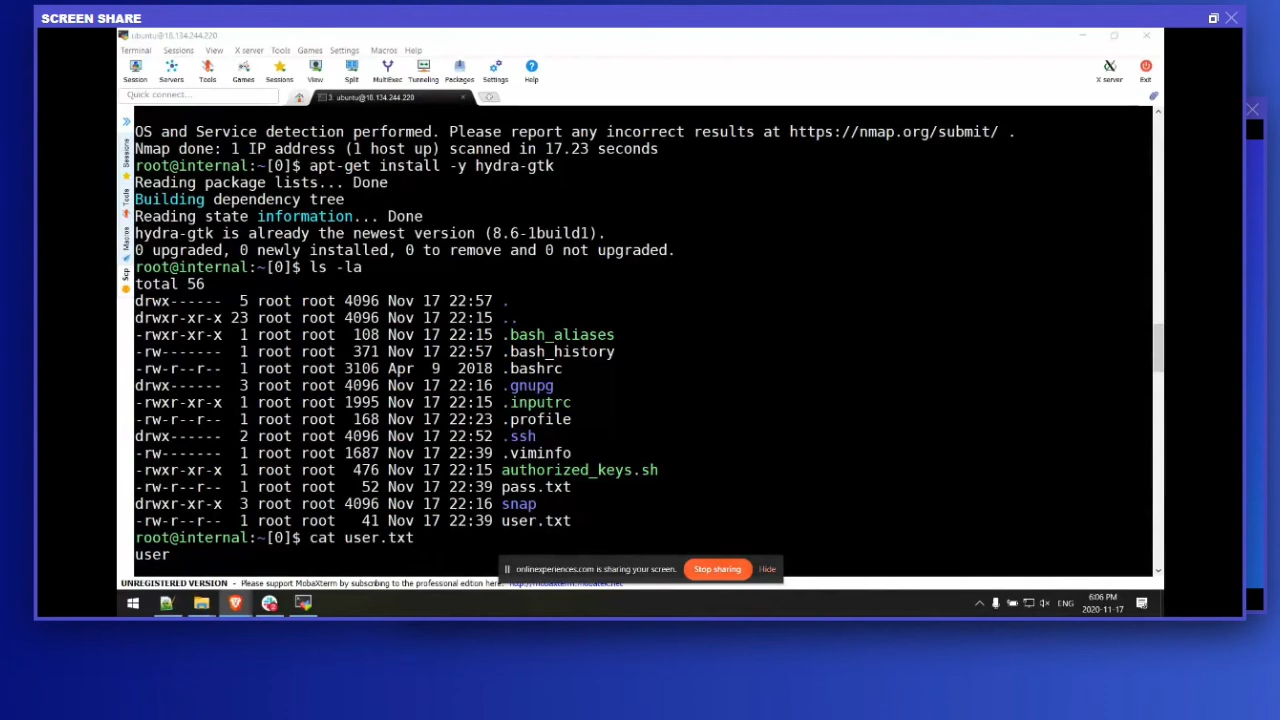 SCREEN SHARE
ubuntu@18.134.244.220
Terminal Sessions View X server Tools Games Settings Macros Help
Session Servers Tools Games Sessions View Split MultiExec Tunneling Packages Settings Help X server Exit
Quick connect...
3. ubuntu@18.134.244.220
Sessions
Tools
Macros
Scp
OS and Service detection performed. Please report any incorrect results at https://nmap.org/submit/ .
Nmap done: 1 IP address (1 host up) scanned in 17.23 seconds
root@internal:~[0]$ apt-get install -y hydra-gtk
Reading package lists... Done
Building dependency tree
Reading state information... Done
hydra-gtk is already the newest version (8.6-1build1).
0 upgraded, 0 newly installed, 0 to remove and 0 not upgraded.
root@internal:~[0]$ ls -la
total 56
drwx------ 5 root root 4096 Nov 17 22:57 .
drwxr-xr-x 23 root root 4096 Nov 17 22:15 ..
-rwxr-xr-x 1 root root 108 Nov 17 22:15 .bash_aliases
-rw------- 1 root root 371 Nov 17 22:57 .bash_history
-rw-r--r-- 1 root root 3106 Apr 9 2018 .bashrc
drwx------ 3 root root 4096 Nov 17 22:16 .gnupg
-rwxr-xr-x 1 root root 1995 Nov 17 22:15 .inputrc
-rw-r--r-- 1 root root 168 Nov 17 22:23 .profile
drwx------ 2 root root 4096 Nov 17 22:52 .ssh
-rw------- 1 root root 1687 Nov 17 22:39 .viminfo
-rwxr-xr-x 1 root root 476 Nov 17 22:15 authorized_keys.sh
-rw-r--r-- 1 root root 52 Nov 17 22:39 pass.txt
drwxr-xr-x 3 root root 4096 Nov 17 22:16 snap
-rw-r--r-- 1 root root 41 Nov 17 22:39 user.txt
root@internal:~[0]$ cat user.txt
user
onlinexperiences.com is sharing your screen. Stop sharing Hide
UNREGISTERED VERSION - Please support MobaXterm by subscribing to the professional edition here:
ENG
6:06 PM
2020-11-17